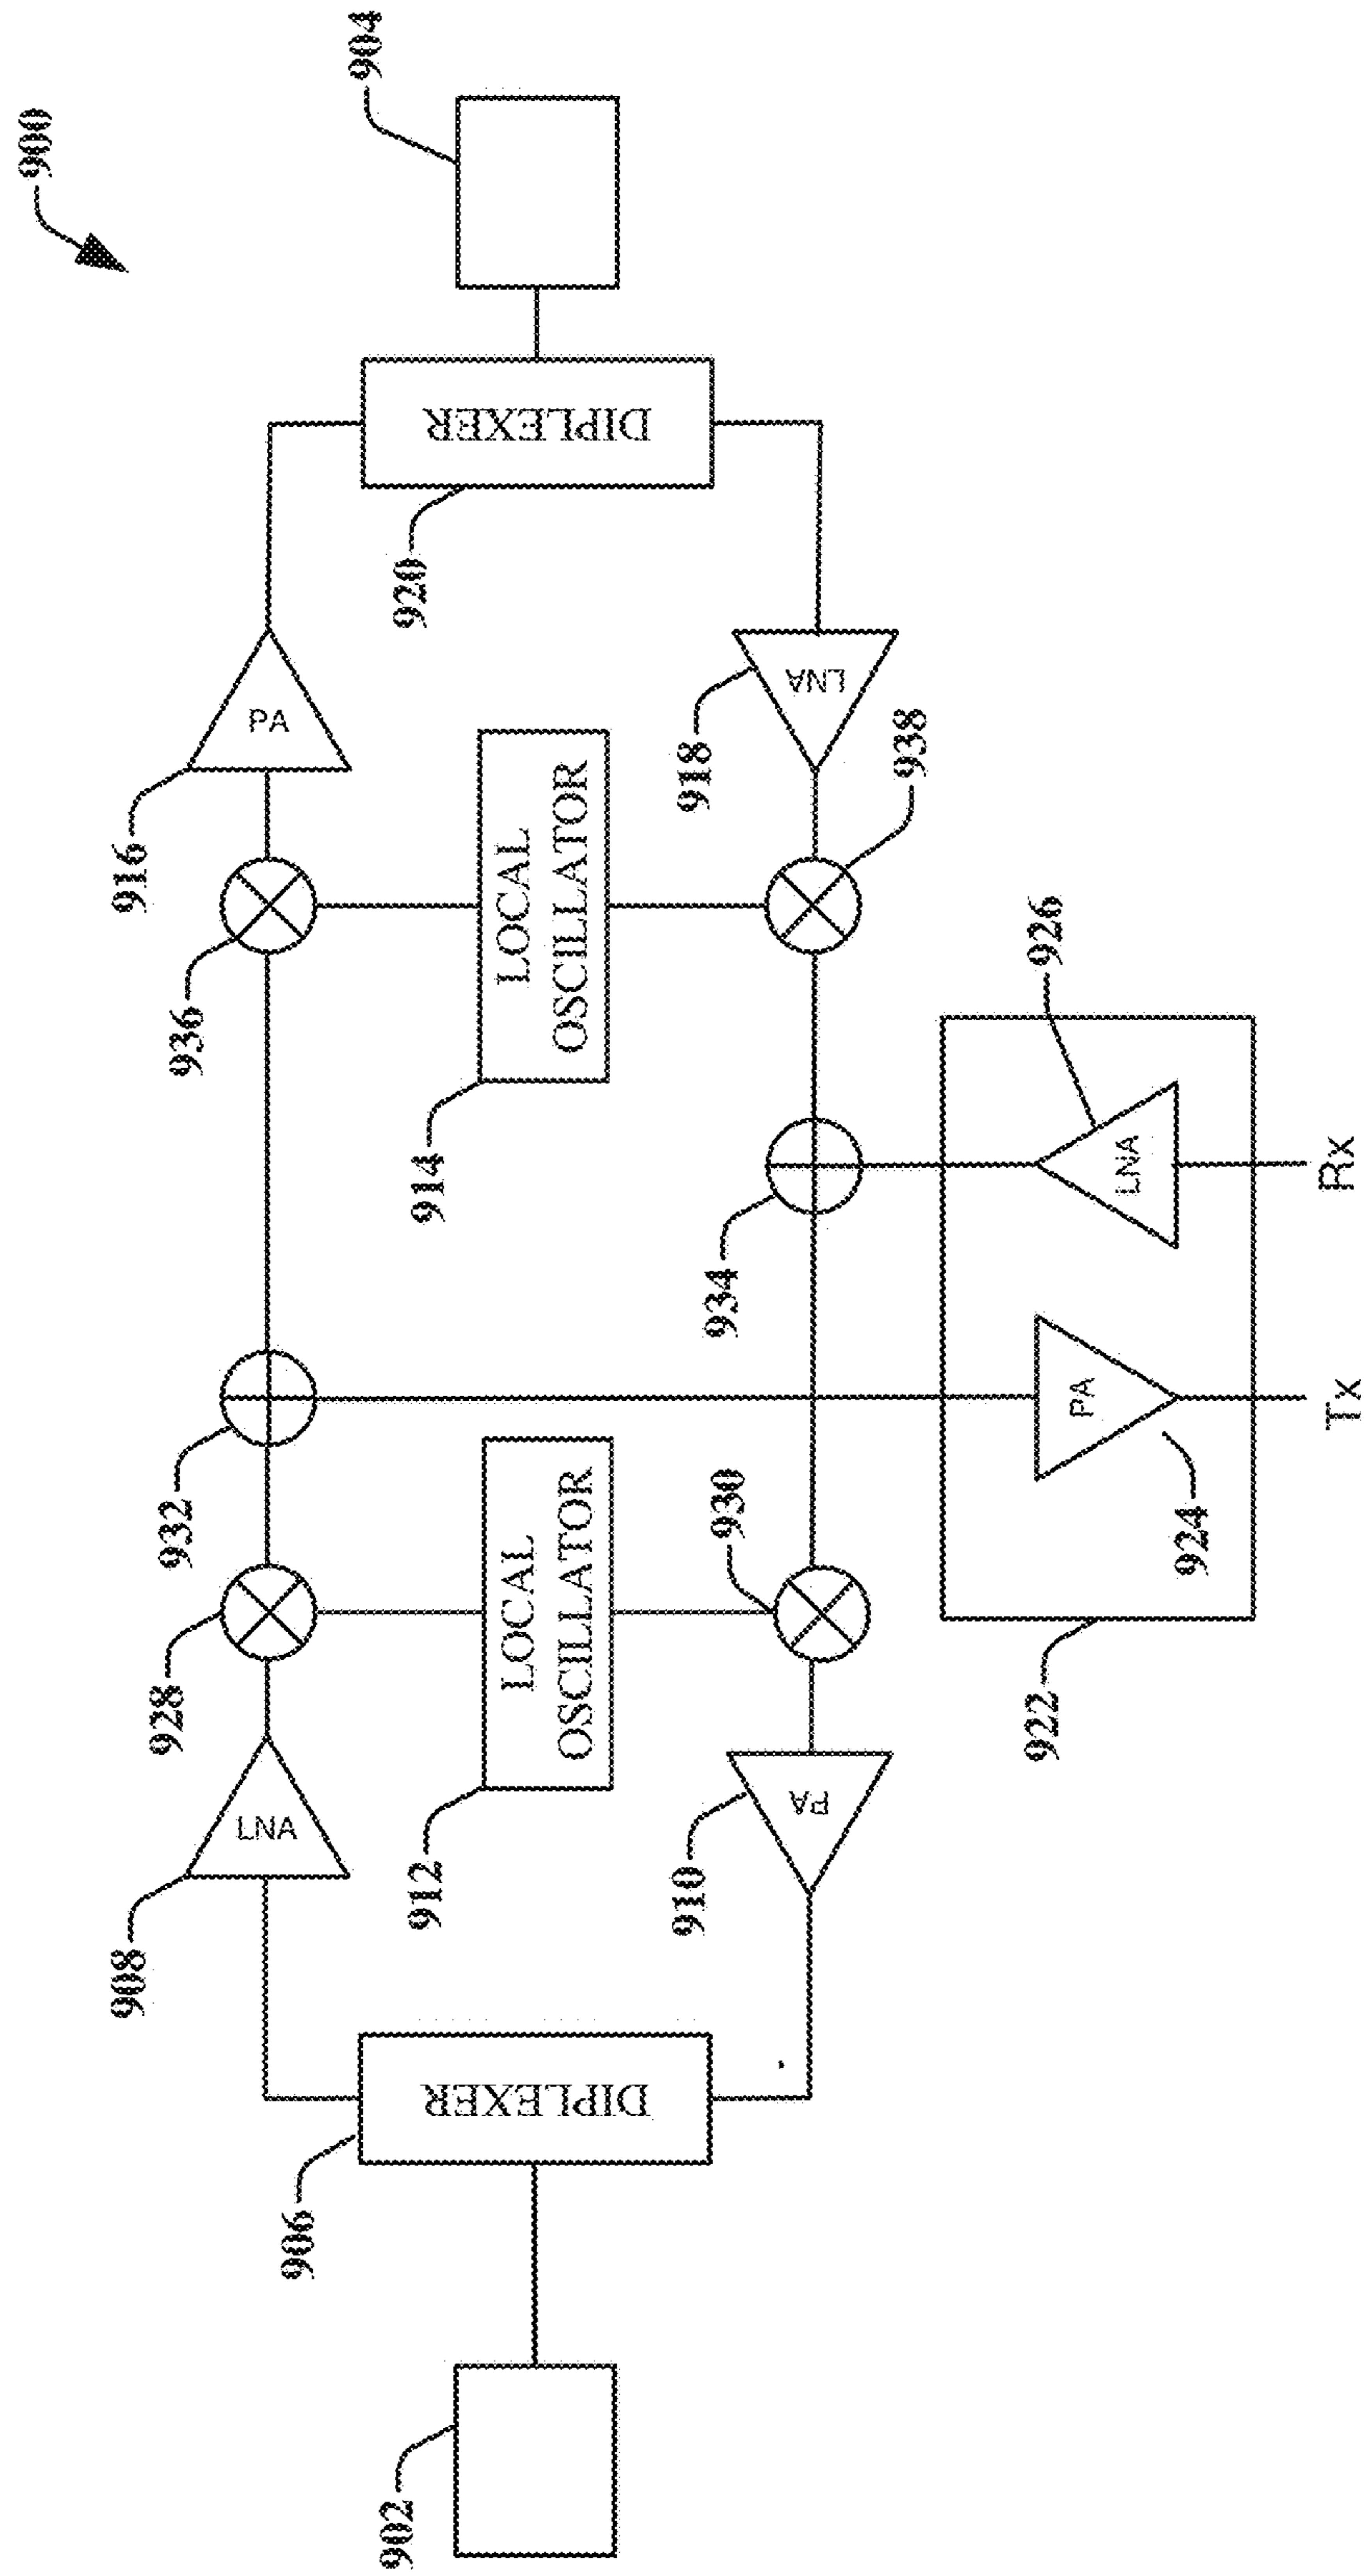 900
904
916
PA
936
920
DIPLEXER
914
LOCAL
OSCILLATOR
918
LNA
938
932
934
926
LNA
Rx
928
912
LOCAL
OSCILLATOR
930
924
PA
Tx
922
908
LNA
910
PA
906
DIPLEXER
902